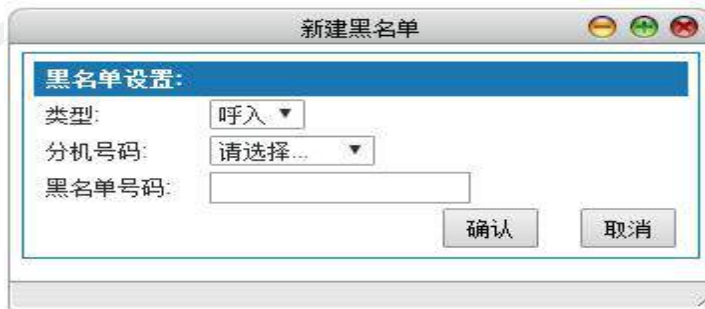 新建黑名单
黑名单设置:
类型: 呼入
分机号码: 请选择...
黑名单号码:
确认 取消